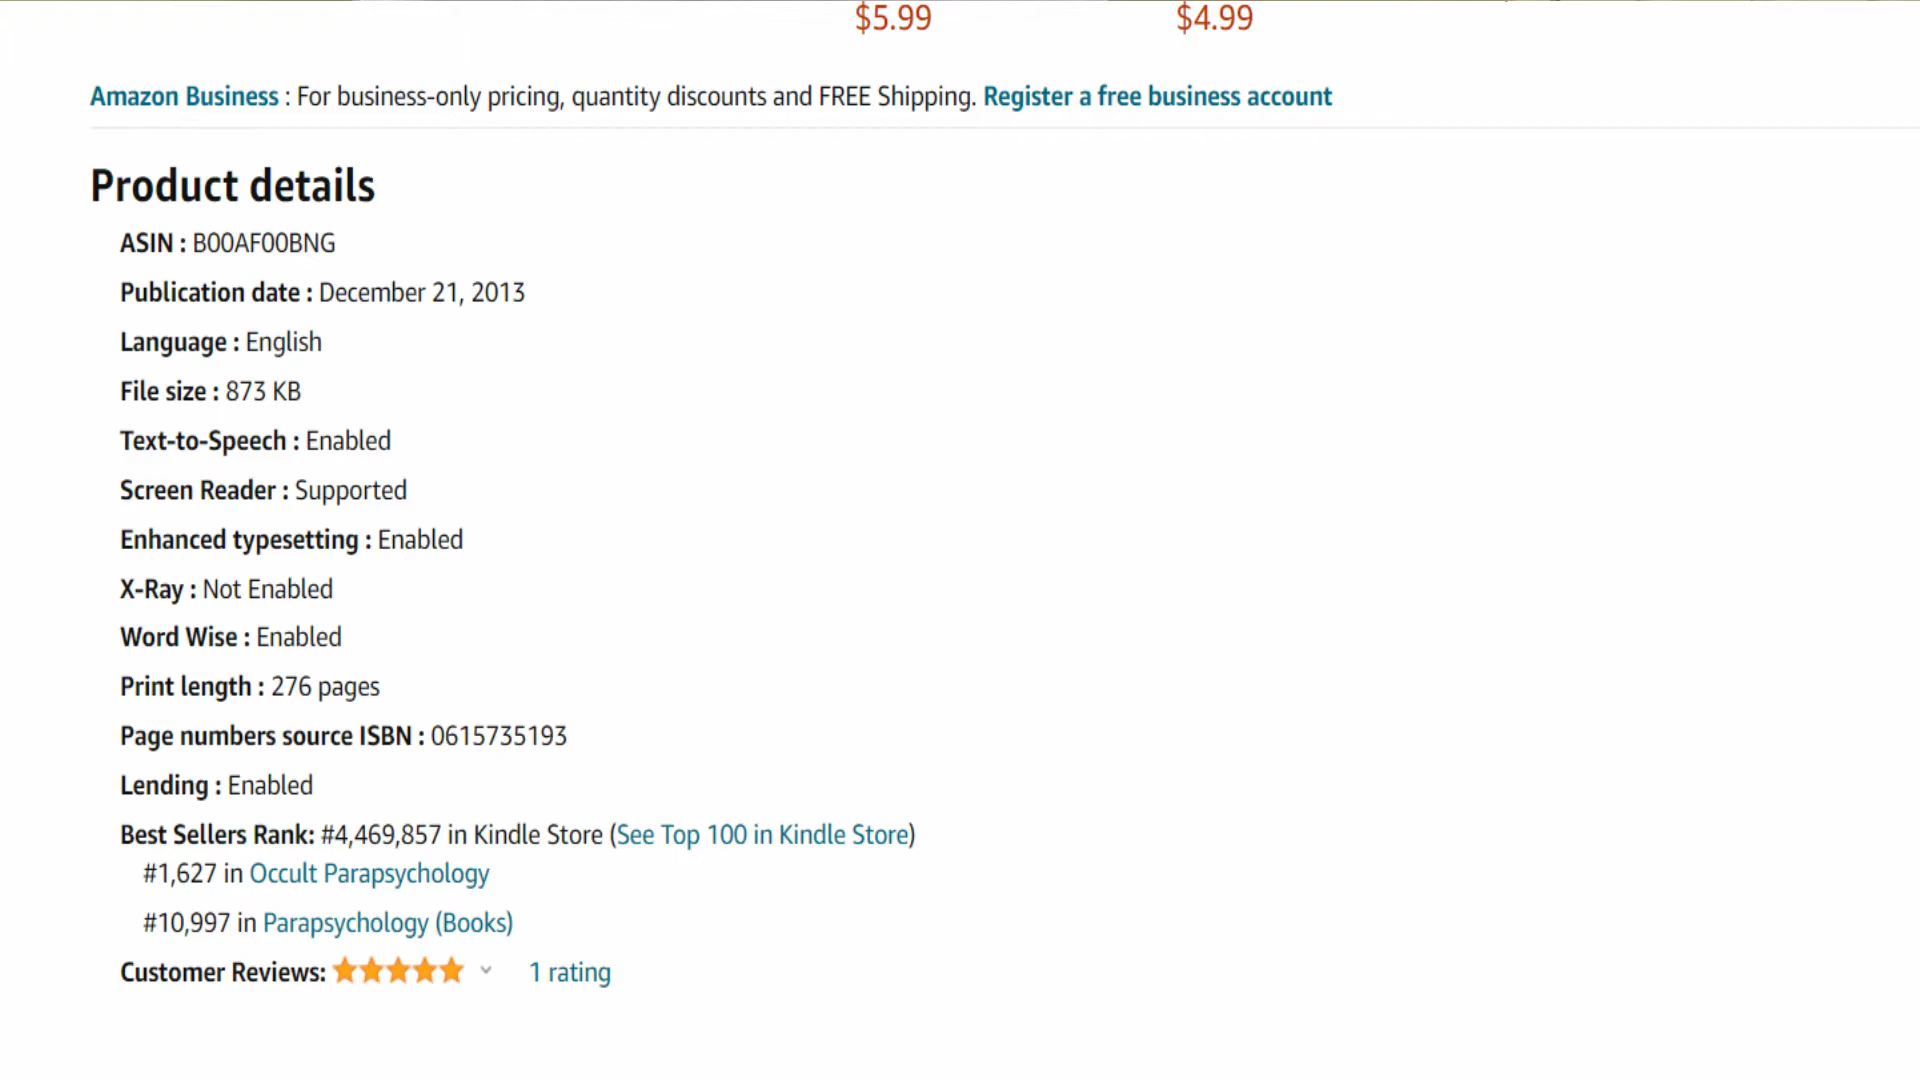 $5.99 $4.99
Amazon Business : For business-only pricing, quantity discounts and FREE Shipping. Register a free business account
Product details
ASIN : B00AF00BNG
Publication date : December 21, 2013
Language : English
File size : 873 KB
Text-to-Speech : Enabled
Screen Reader : Supported
Enhanced typesetting : Enabled
X-Ray : Not Enabled
Word Wise : Enabled
Print length : 276 pages
Page numbers source ISBN : 0615735193
Lending : Enabled
Best Sellers Rank: #4,469,857 in Kindle Store (See Top 100 in Kindle Store)
#1,627 in Occult Parapsychology
#10,997 in Parapsychology (Books)
Customer Reviews: 1 rating